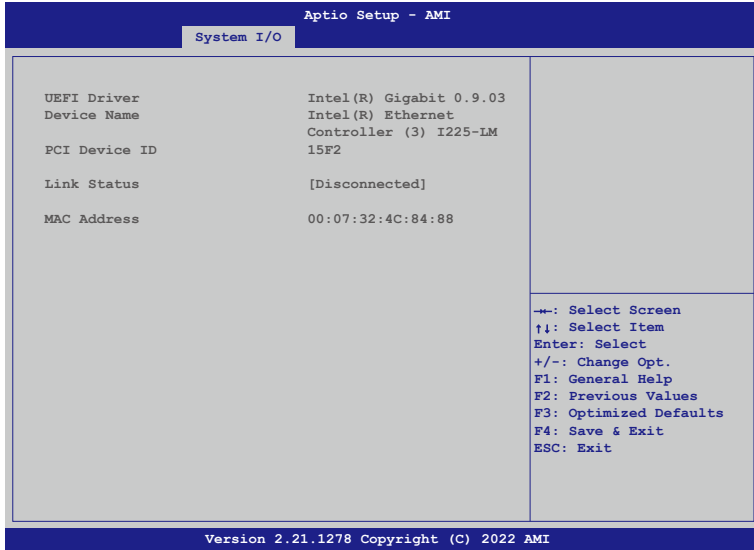 Aptio Setup - AMI
System I/O
UEFI Driver Intel(R) Gigabit 0.9.03
Device Name Intel(R) Ethernet
Controller (3) I225-LM
PCI Device ID 15F2
Link Status [Disconnected]
MAC Address 00:07:32:4C:84:88
→←: Select Screen
↑↓: Select Item
Enter: Select
+/-: Change Opt.
F1: General Help
F2: Previous Values
F3: Optimized Defaults
F4: Save & Exit
ESC: Exit
Version 2.21.1278 Copyright (C) 2022 AMI